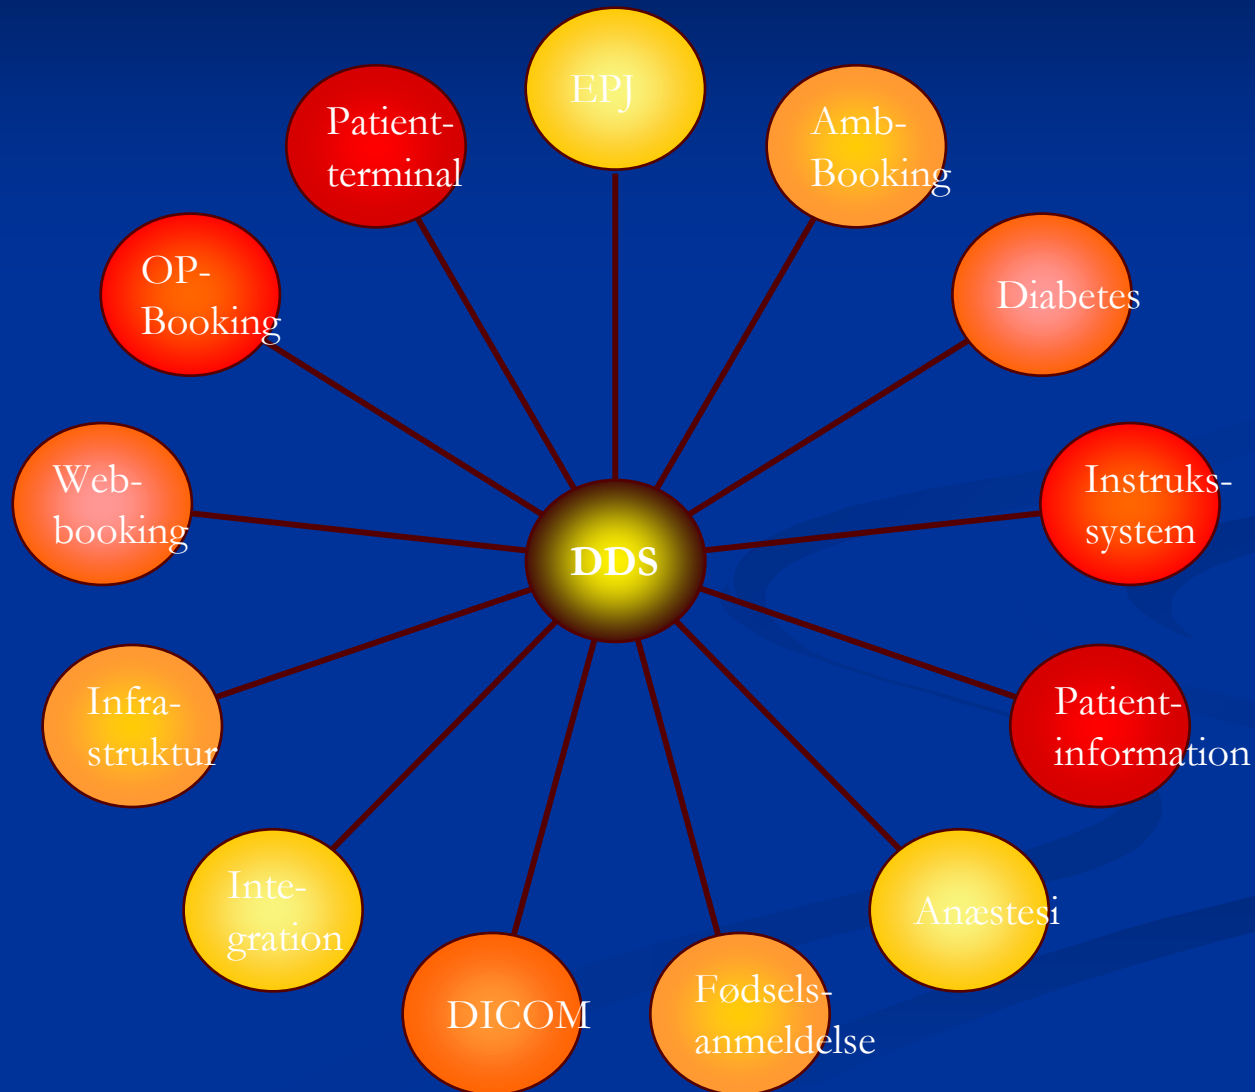 EPJ
Patient-
terminal
Amb-
Booking
OP-
Booking
Diabetes
Web-
booking
Instruks-
system
DDS
Infra-
struktur
Patient-
information
Inte-
gration
Anæstesi
DICOM
Fødsels-
anmeldelse